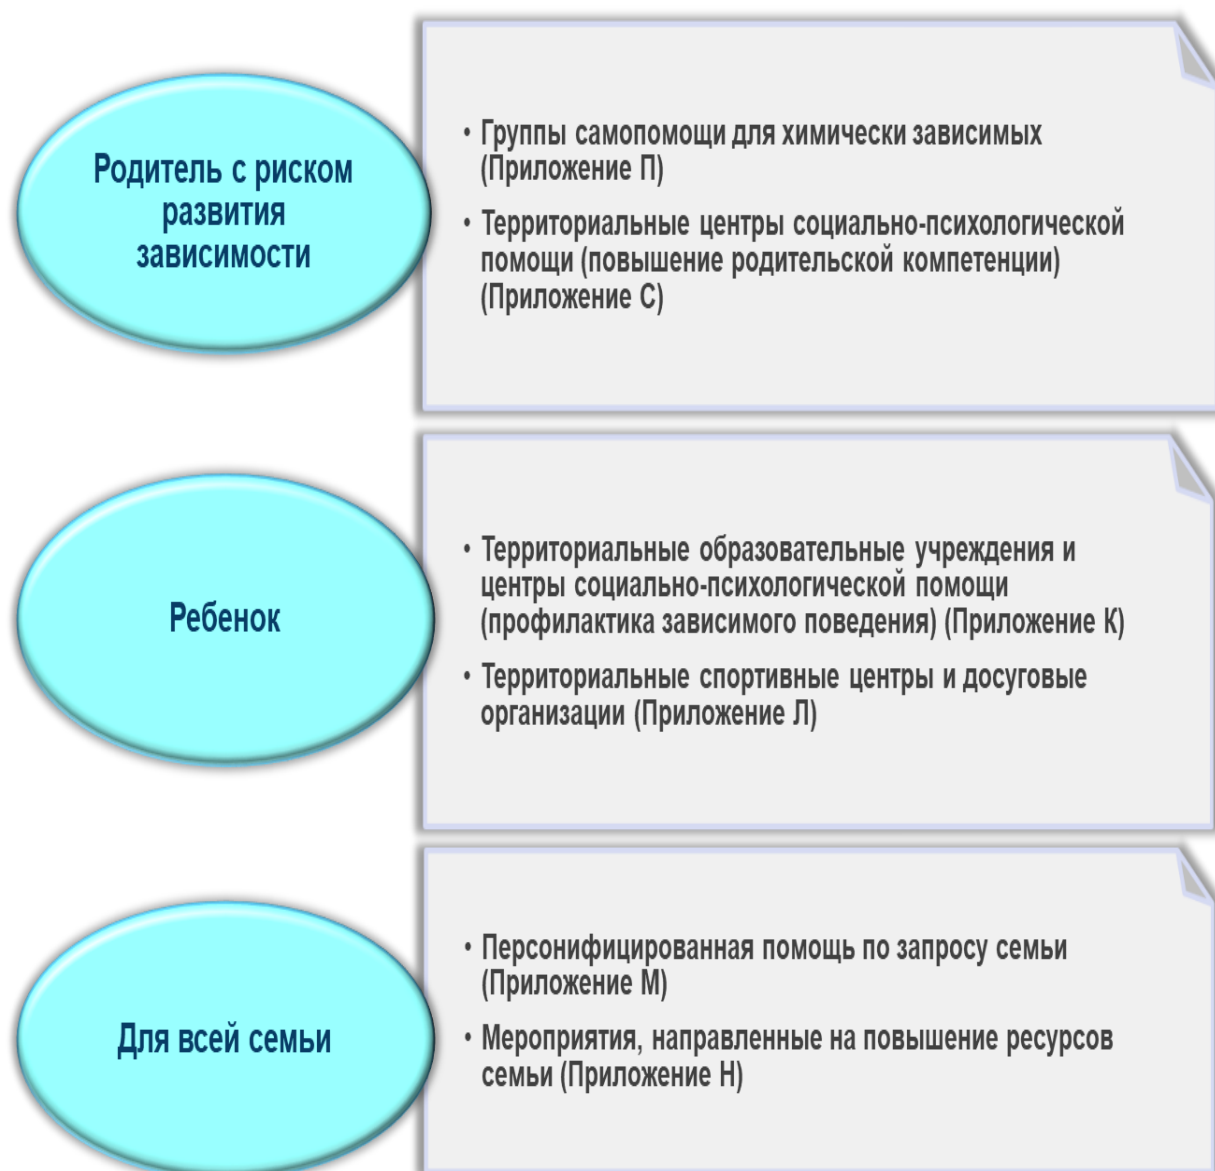 Родитель с риском
развития
зависимости
• Группы самопомощи для химически зависимых
(Приложение П)
• Территориальные центры социально-психологической
помощи (повышение родительской компетенции)
(Приложение С)
Ребенок
• Территориальные образовательные учреждения и
центры социально-психологической помощи
(профилактика зависимого поведения) (Приложение К)
• Территориальные спортивные центры и досуговые
организации (Приложение Л)
Для всей семьи
• Персонифицированная помощь по запросу семьи
(Приложение М)
• Мероприятия, направленные на повышение ресурсов
семьи (Приложение Н)